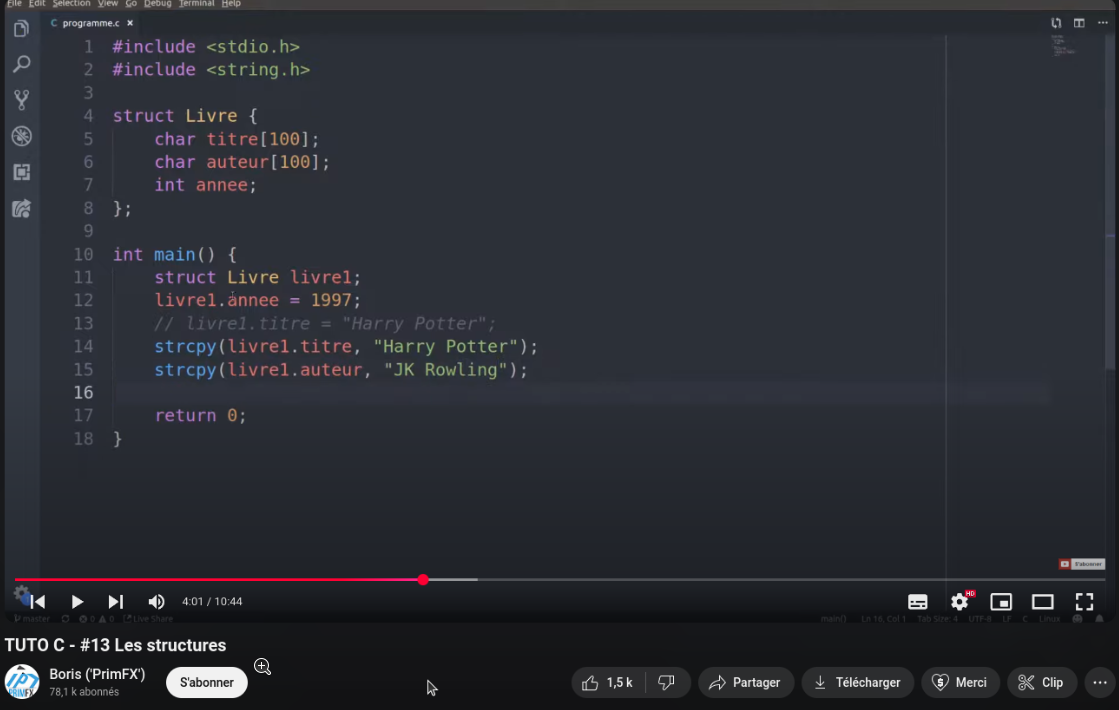 File Edit Selection View Go Debug Terminal Help
C programme.c ×
1 #include <stdio.h>
2 #include <string.h>
3
4 struct Livre {
5 char titre[100];
6 char auteur[100];
7 int annee;
8 };
9
10 int main() {
11 struct Livre livre1;
12 livre1.annee = 1997;
13 // livre1.titre = "Harry Potter";
14 strcpy(livre1.titre, "Harry Potter");
15 strcpy(livre1.auteur, "JK Rowling");
16
17 return 0;
18 }
S'abonner
4:01 / 10:44
HD
master 0 0 Live Share main() Ln 16, Col 1 Tab Size: 4 UTF-8 LF C Linux
TUTO C - #13 Les structures
Boris ('PrimFX')
78,1 k abonnés
PRIMFX
S'abonner
1,5 k
Partager
Télécharger
Merci
Clip